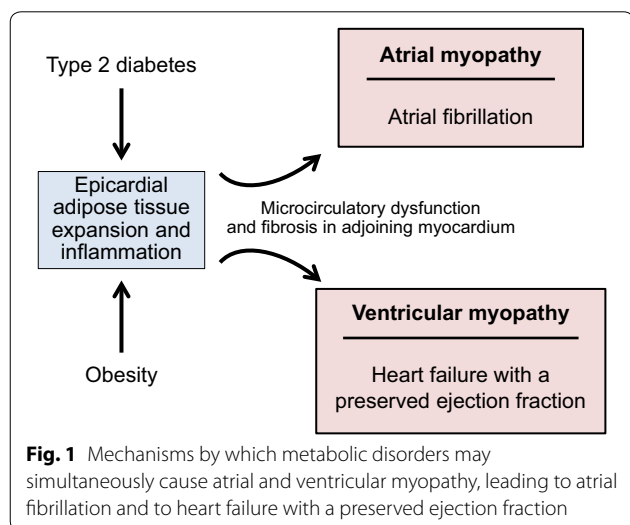 Type 2 diabetes
Epicardial
adipose tissue
expansion and
inflammation
Obesity
Atrial myopathy
Atrial fibrillation
Microcirculatory dysfunction
and fibrosis in adjoining myocardium
Ventricular myopathy
Heart failure with a
preserved ejection fraction
Fig. 1 Mechanisms by which metabolic disorders may
simultaneously cause atrial and ventricular myopathy, leading to atrial
fibrillation and to heart failure with a preserved ejection fraction